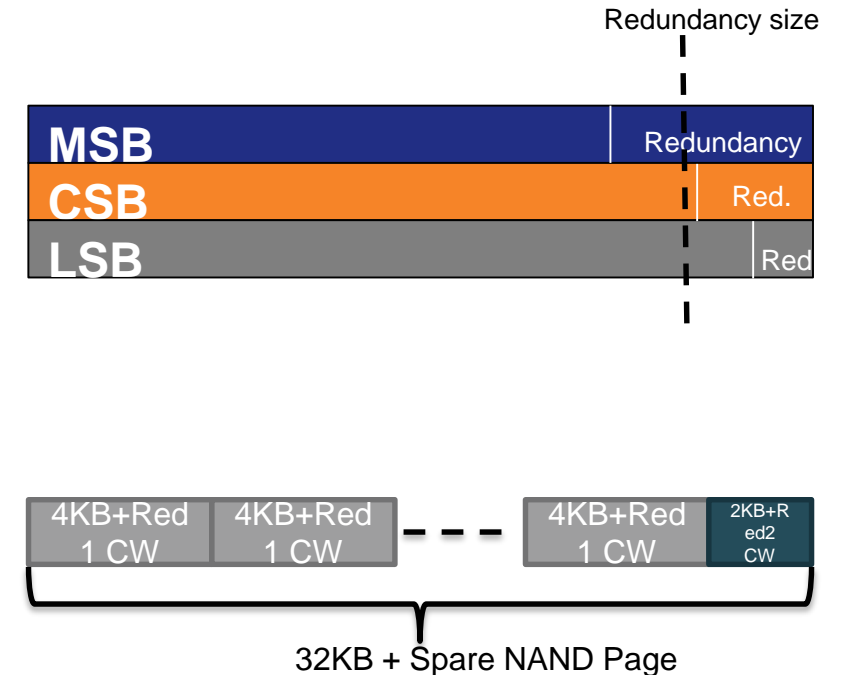 Redundancy size
MSB
Redundancy
CSB
Red.
LSB
Red
4KB+Red
1 CW
4KB+Red
1 CW
4KB+Red
1 CW
2KB+R
ed2
CW
32KB + Spare NAND Page